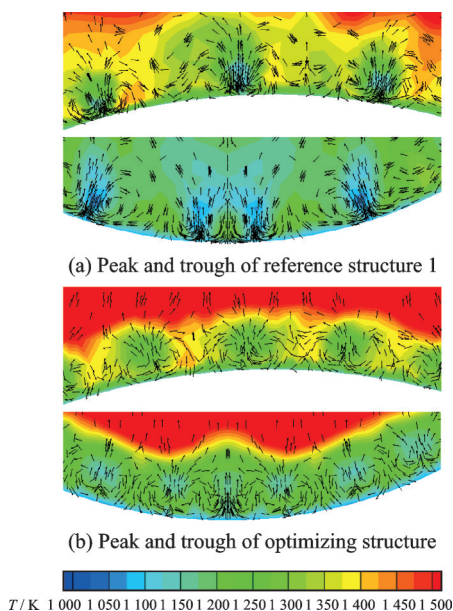 (a) Peak and trough of reference structure 1
(b) Peak and trough of optimizing structure
T / K 1 000 1 050 1 100 1 150 1 200 1 250 1 300 1 350 1 400 1 450 1 500